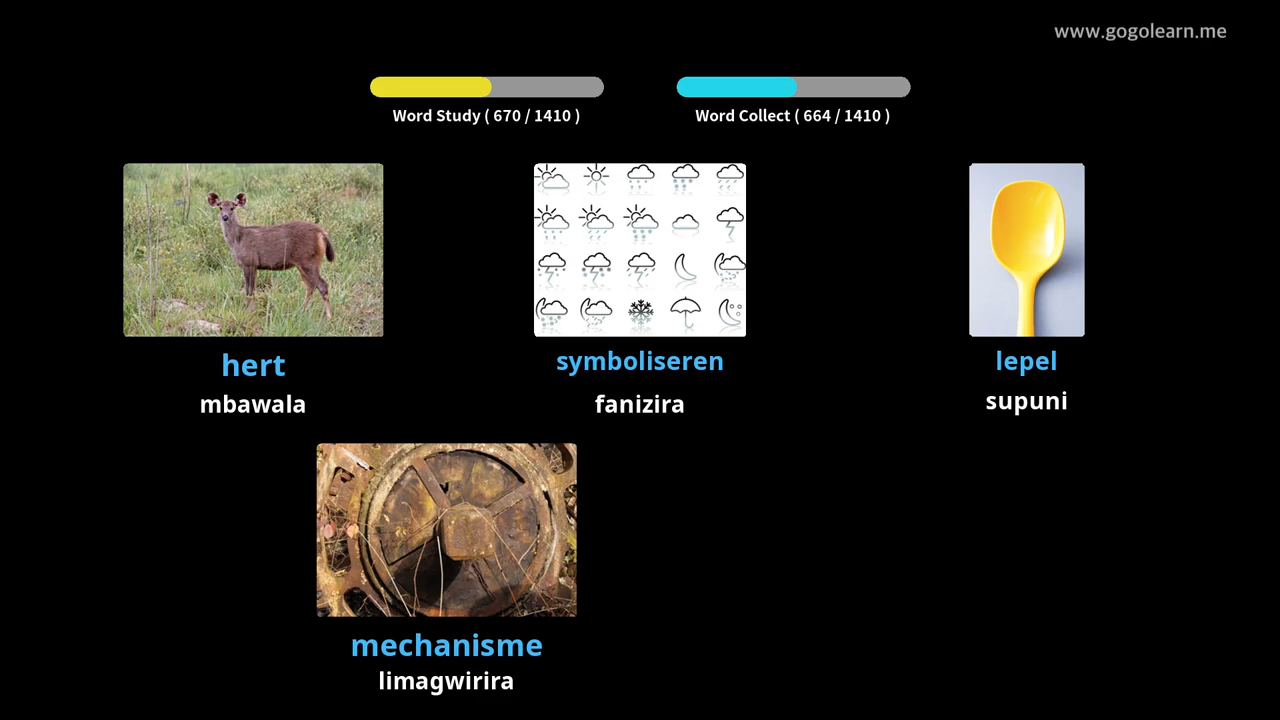 www.gogolearn.me
Word Study ( 670 / 1410 )
Word Collect ( 664 / 1410 )
hert
mbawala
symboliseren
fanizira
lepel
supuni
mechanisme
limagwirira